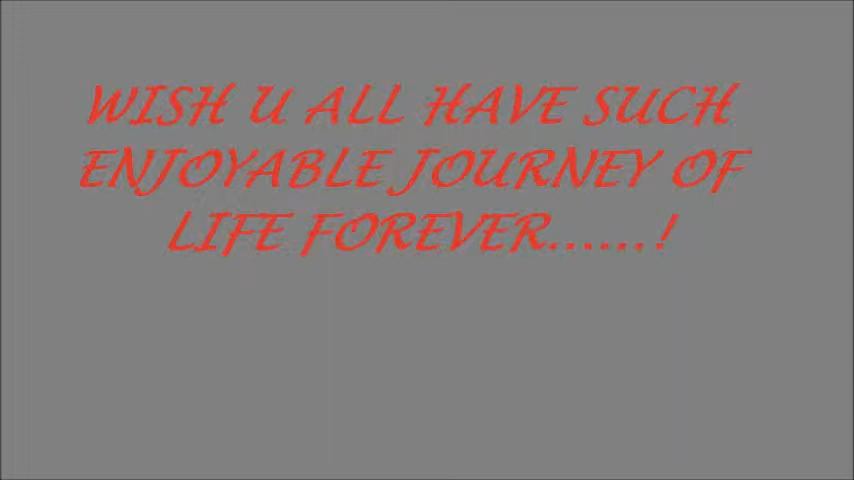 WISH U ALL HAVE SUCH
ENJOYABLE JOURNEY OF
LIFE FOREVER......!